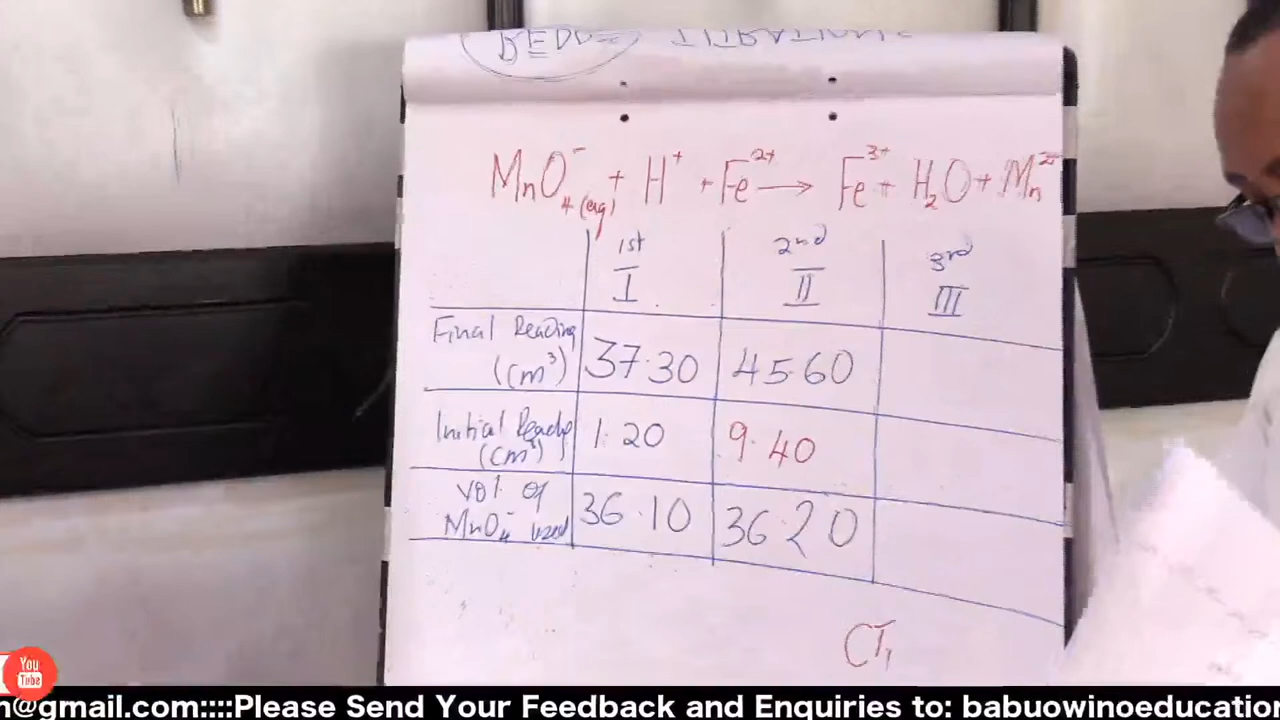 REDOX TITRATIONS
MnO₄⁻(aq) + H⁺ + Fe²⁺ → Fe³⁺ + H₂O + Mn²⁺
1st 2nd 3rd
I II III
Final Reading (cm³) 37.30 45.60
Initial Reading (cm³) 1.20 9.40
Vol. of MnO₄⁻ used 36.10 36.20
CT₁
You Tube
n@gmail.com::::Please Send Your Feedback and Enquiries to: babuowinoeducation